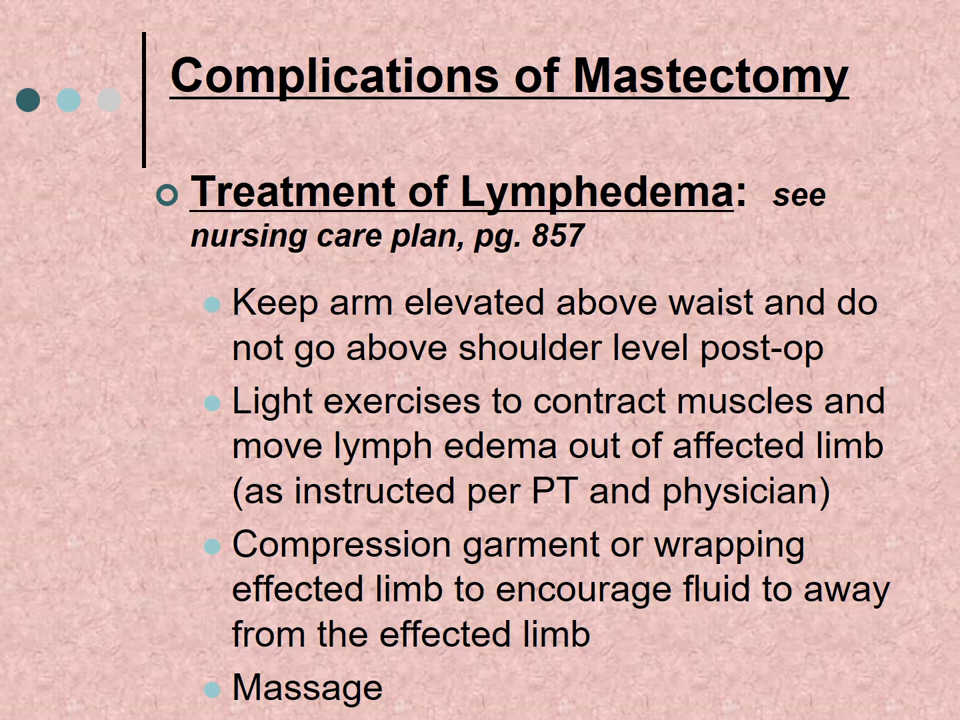 Complications of Mastectomy
Treatment of Lymphedema: see
nursing care plan, pg. 857
Keep arm elevated above waist and do
not go above shoulder level post-op
Light exercises to contract muscles and
move lymph edema out of affected limb
(as instructed per PT and physician)
Compression garment or wrapping
effected limb to encourage fluid to away
from the effected limb
Massage